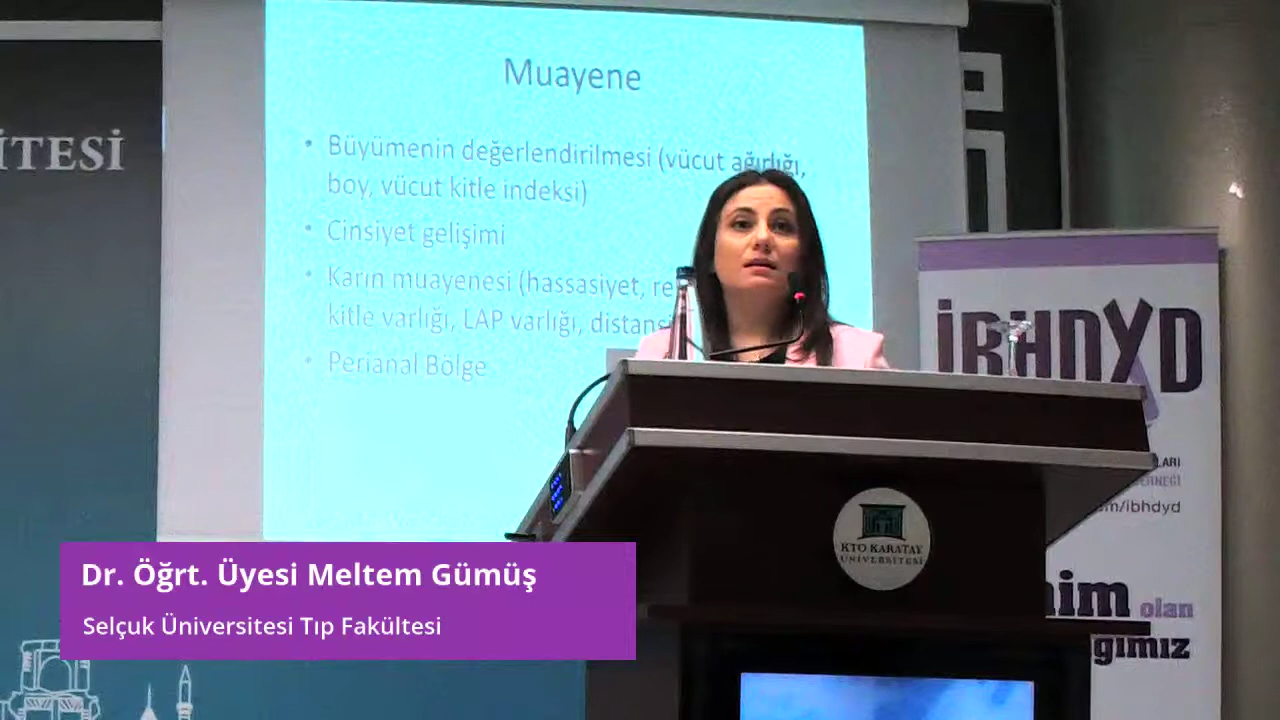 İTESİ
Muayene
• Büyümenin değerlendirilmesi (vücut ağırlığı,
boy, vücut kitle indeksi)
• Cinsiyet gelişimi
• Karın muayenesi (hassasiyet,
kitle varlığı, LAP varlığı,
• Perianal Bölge
İBHDYD
KTO KARATAY
ÜNİVERSİTESİ
olan
Dr. Öğrt. Üyesi Meltem Gümüş
Selçuk Üniversitesi Tıp Fakültesi